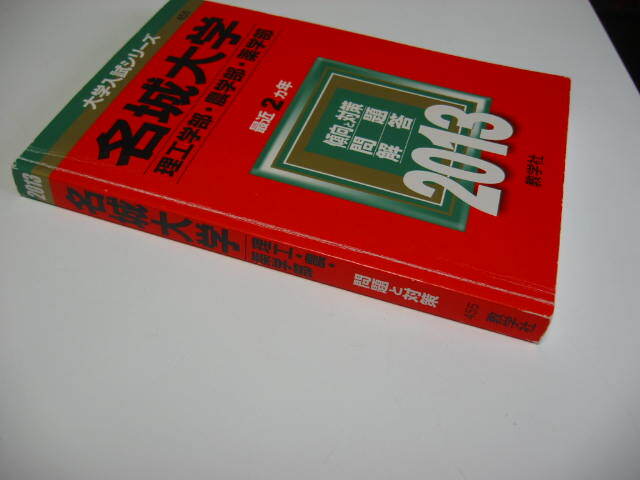 大学入試シリーズ
名城大学
理工学部・農学部・薬学部
最近2カ年
傾向と対策
問題
解答
2013
教学社
2013
名城大学
理工・農・
薬学部
問題と対策
455
教学社